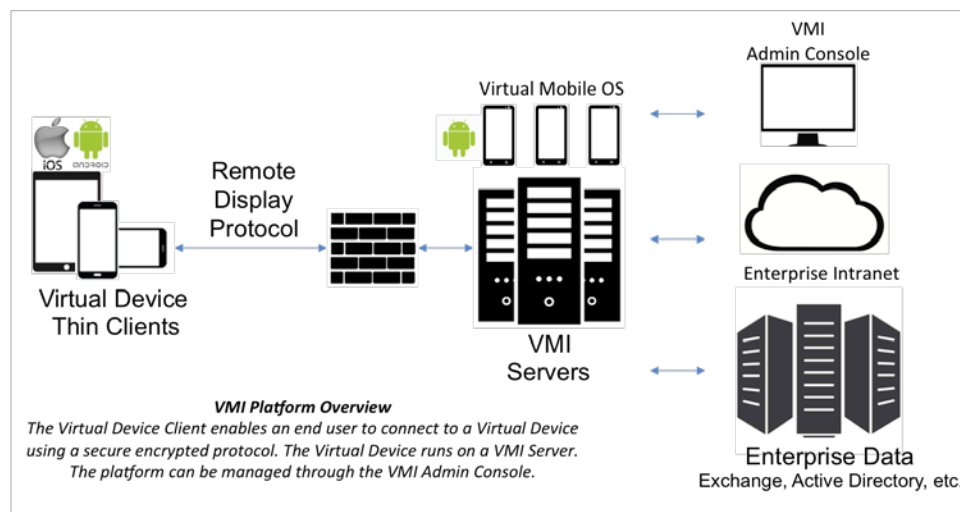 VMI
Admin Console
Virtual Mobile OS
iOS
ANDROID
Remote
Display
Protocol
Enterprise Intranet
Virtual Device
Thin Clients
VMI
Servers
VMI Platform Overview
The Virtual Device Client enables an end user to connect to a Virtual Device
using a secure encrypted protocol. The Virtual Device runs on a VMI Server.
The platform can be managed through the VMI Admin Console.
Enterprise Data
Exchange, Active Directory, etc.